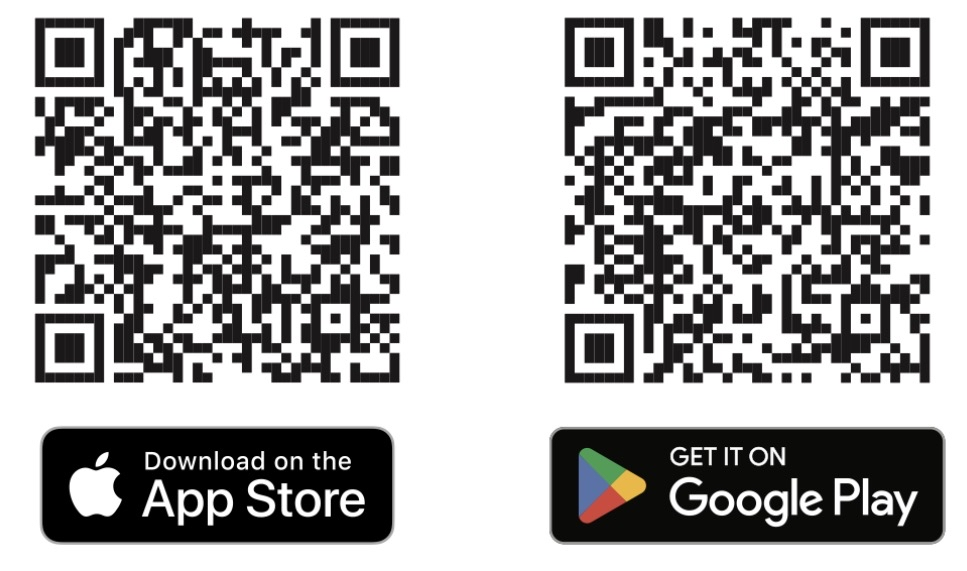 Download on the
App Store
GET IT ON
Google Play